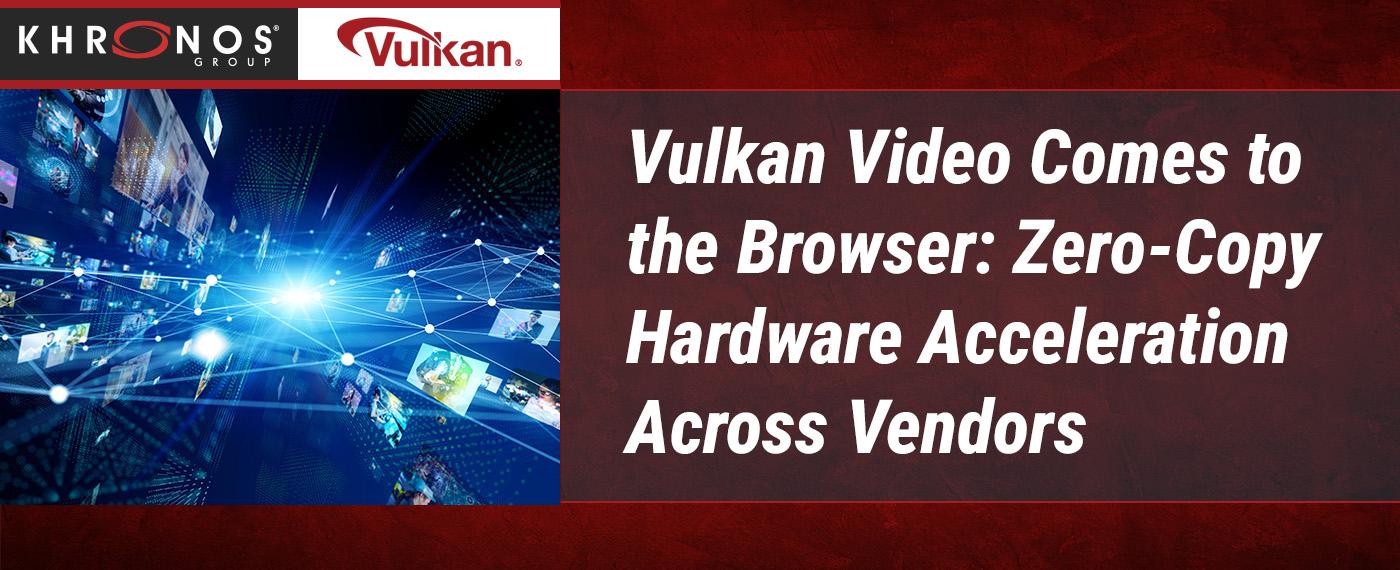 KHRONOS®
GROUP
Vulkan®
Vulkan Video Comes to
the Browser: Zero-Copy
Hardware Acceleration
Across Vendors